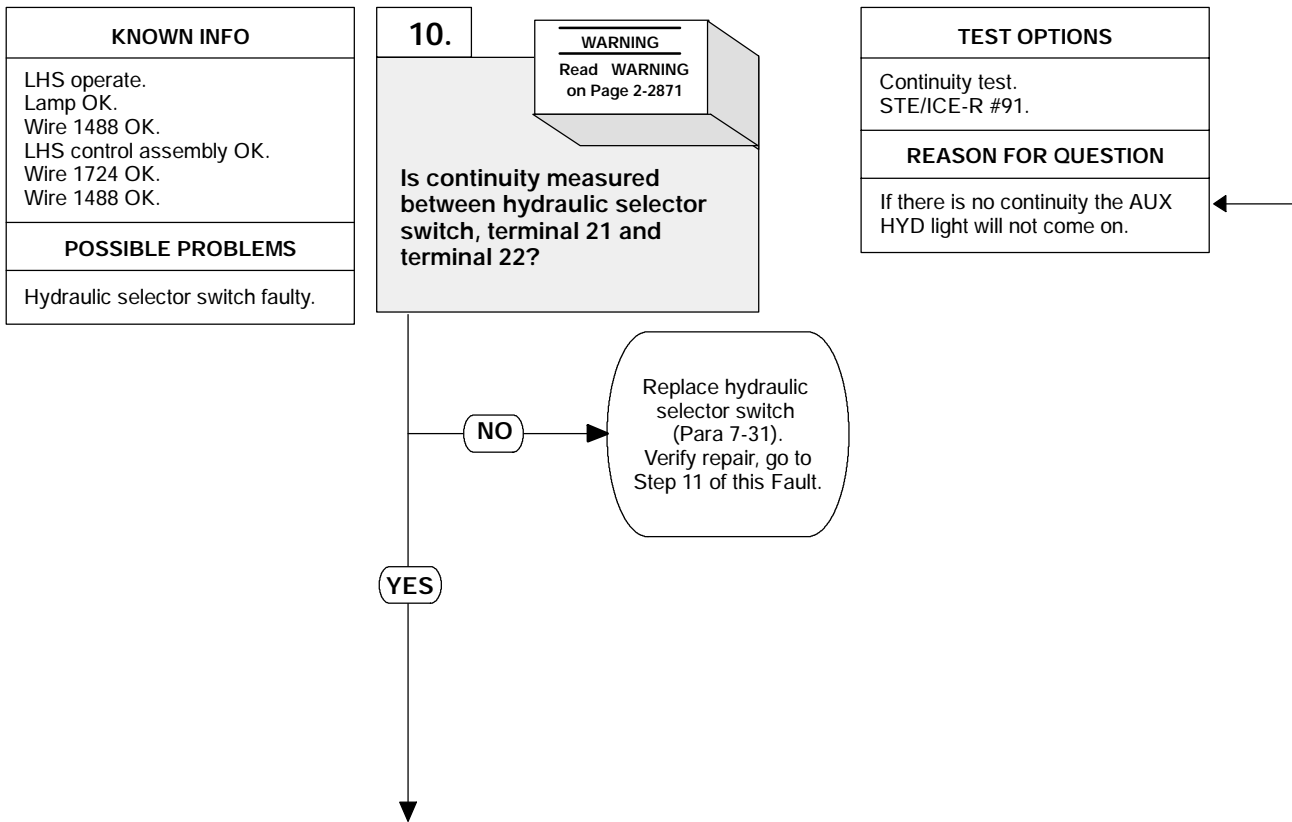 KNOWN INFO
LHS operate.
Lamp OK.
Wire 1488 OK.
LHS control assembly OK.
Wire 1724 OK.
Wire 1488 OK.
POSSIBLE PROBLEMS
Hydraulic selector switch faulty.
10.
WARNING
Read WARNING
on Page 2-2871
Is continuity measured
between hydraulic selector
switch, terminal 21 and
terminal 22?
TEST OPTIONS
Continuity test.
STE/ICE-R #91.
REASON FOR QUESTION
If there is no continuity the AUX
HYD light will not come on.
NO
Replace hydraulic
selector switch
(Para 7-31).
Verify repair, go to
Step 11 of this Fault.
YES